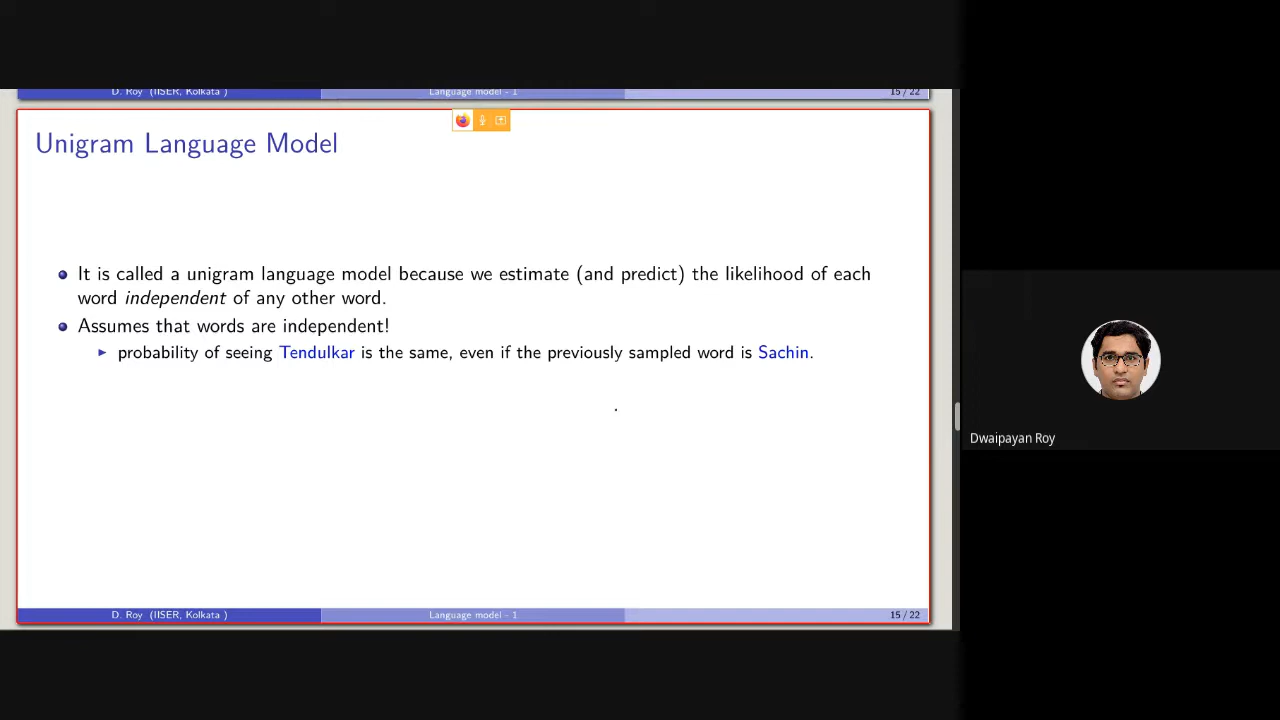 D. Roy (IISER, Kolkata )
Language model - 1
15 / 22
Unigram Language Model
It is called a unigram language model because we estimate (and predict) the likelihood of each
word independent of any other word.
Assumes that words are independent!
probability of seeing Tendulkar is the same, even if the previously sampled word is Sachin.
Dwaipayan Roy
D. Roy (IISER, Kolkata )
Language model - 1
15 / 22